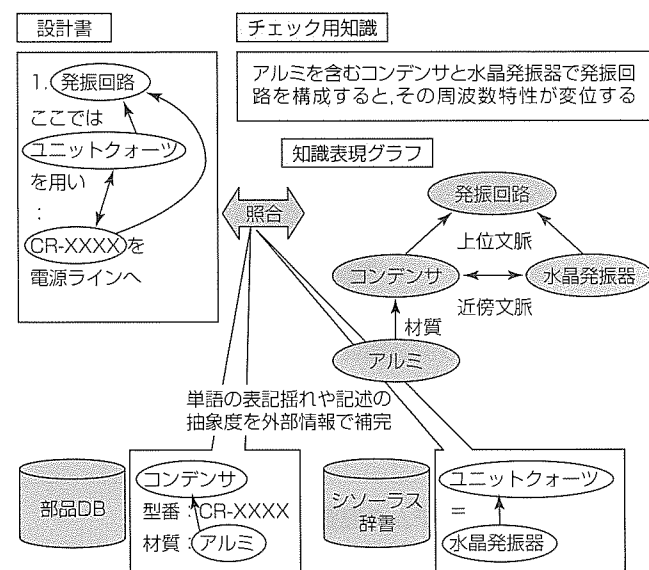 設計書
1. 発振回路
ここでは
ユニットクォーツ
を用い
:
CR-XXXXを
電源ラインへ
チェック用知識
アルミを含むコンデンサと水晶発振器で発振回
路を構成すると,その周波数特性が変位する
知識表現グラフ
照合
発振回路
上位文脈
コンデンサ
水晶発振器
近傍文脈
材質
アルミ
単語の表記揺れや記述の
抽象度を外部情報で補完
部品DB
コンデンサ
型番:CR-XXXX
材質:アルミ
シソーラス
辞書
ユニットクォーツ
=
水晶発振器